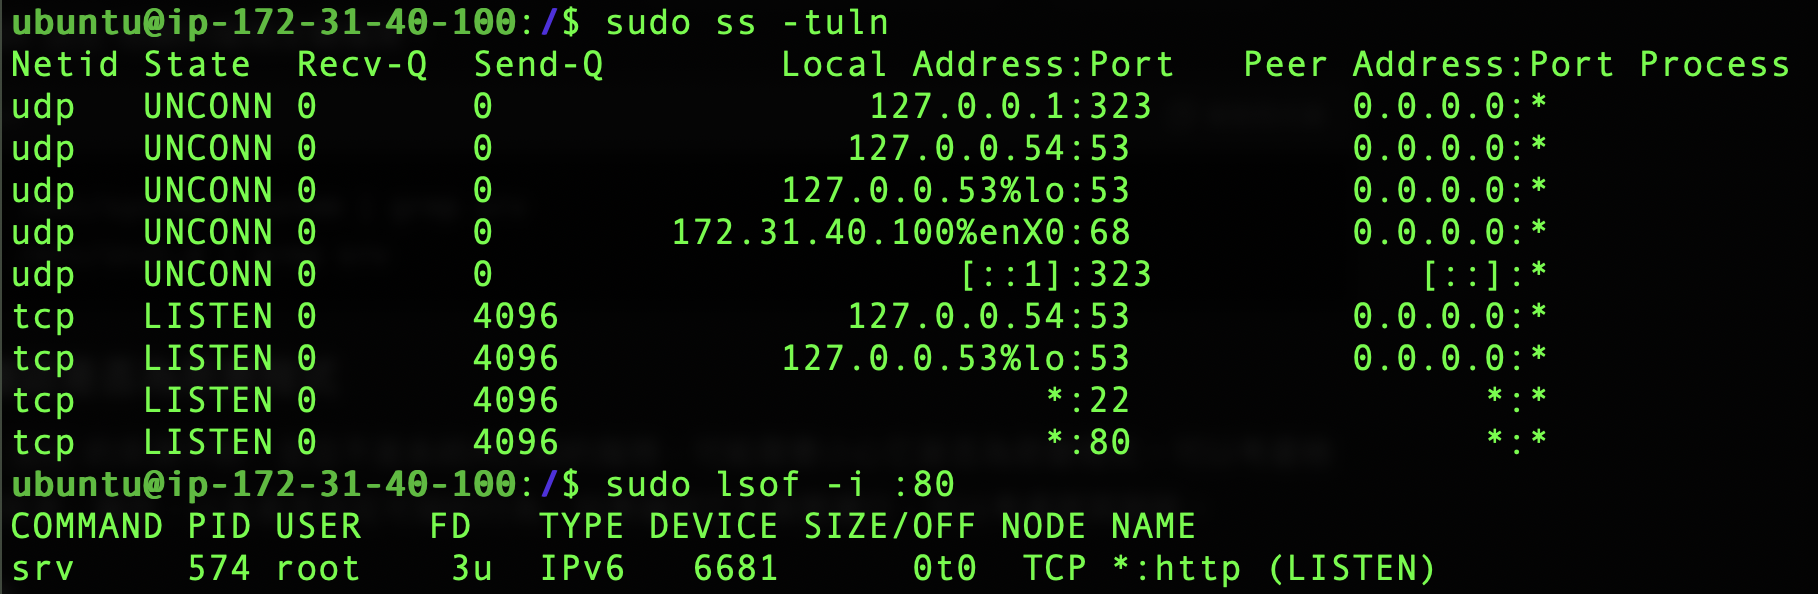 ubuntu@ip-172-31-40-100:/$ sudo ss -tuln
Netid State Recv-Q Send-Q Local Address:Port Peer Address:Port Process
udp UNCONN 0 0 127.0.0.1:323 0.0.0.0:*
udp UNCONN 0 0 127.0.0.54:53 0.0.0.0:*
udp UNCONN 0 0 127.0.0.53%lo:53 0.0.0.0:*
udp UNCONN 0 0 172.31.40.100%enX0:68 0.0.0.0:*
udp UNCONN 0 0 [::1]:323 [::]:*
tcp LISTEN 0 4096 127.0.0.54:53 0.0.0.0:*
tcp LISTEN 0 4096 127.0.0.53%lo:53 0.0.0.0:*
tcp LISTEN 0 4096 *:22 *:*
tcp LISTEN 0 4096 *:80 *:*
ubuntu@ip-172-31-40-100:/$ sudo lsof -i :80
COMMAND PID USER FD TYPE DEVICE SIZE/OFF NODE NAME
srv 574 root 3u IPv6 6681 0t0 TCP *:http (LISTEN)